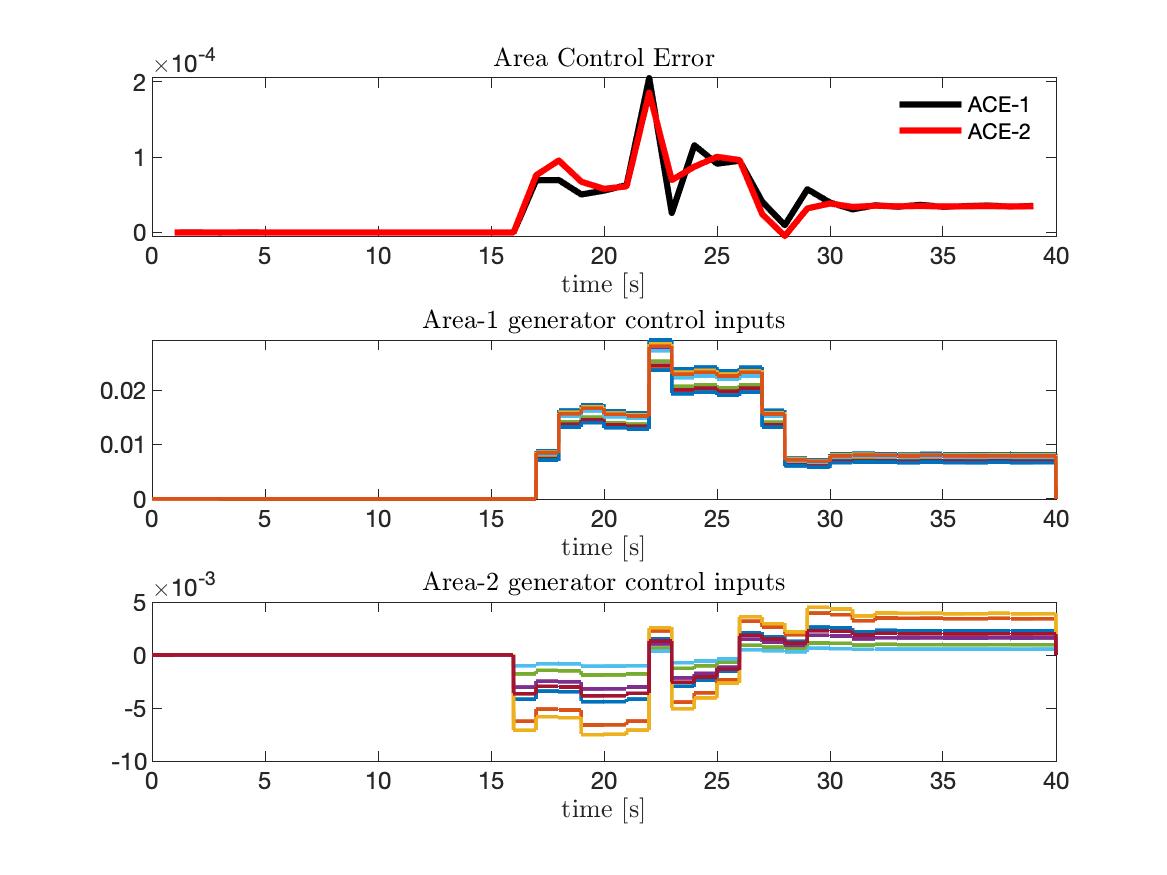 Area Control Error
×10-4
2
1
0
ACE-1
ACE-2
0 5 10 15 20 25 30 35 40
time [s]
Area-1 generator control inputs
0.02
0.01
0
0 5 10 15 20 25 30 35 40
time [s]
Area-2 generator control inputs
×10-3
5
0
-5
-10
0 5 10 15 20 25 30 35 40
time [s]